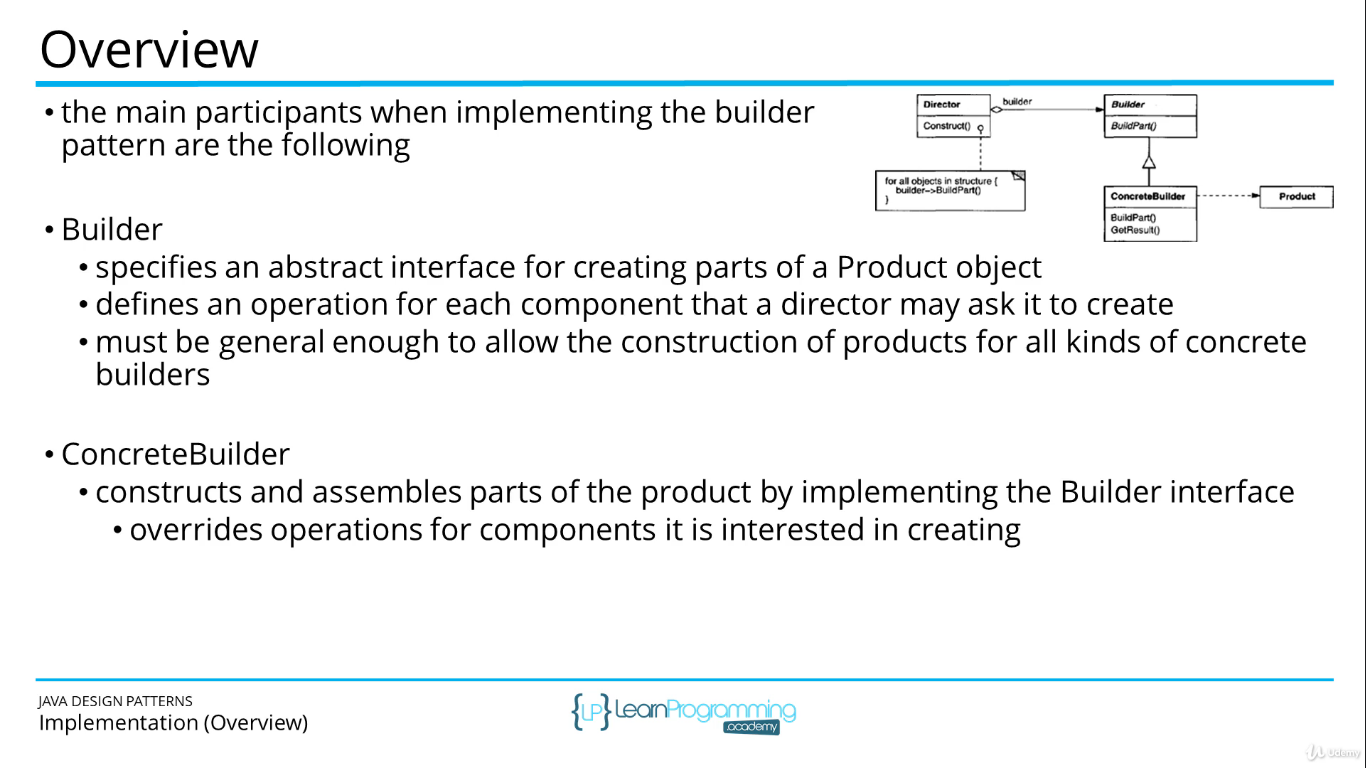 Overview
• the main participants when implementing the builder
pattern are the following
Director
Construct()
builder
Builder
BuildPart()
for all objects in structure {
builder->BuildPart()
}
ConcreteBuilder
BuildPart()
GetResult()
Product
• Builder
• specifies an abstract interface for creating parts of a Product object
• defines an operation for each component that a director may ask it to create
• must be general enough to allow the construction of products for all kinds of concrete
builders
• ConcreteBuilder
• constructs and assembles parts of the product by implementing the Builder interface
• overrides operations for components it is interested in creating
JAVA DESIGN PATTERNS
Implementation (Overview)
{LP} LearnProgramming
.academy
Udemy